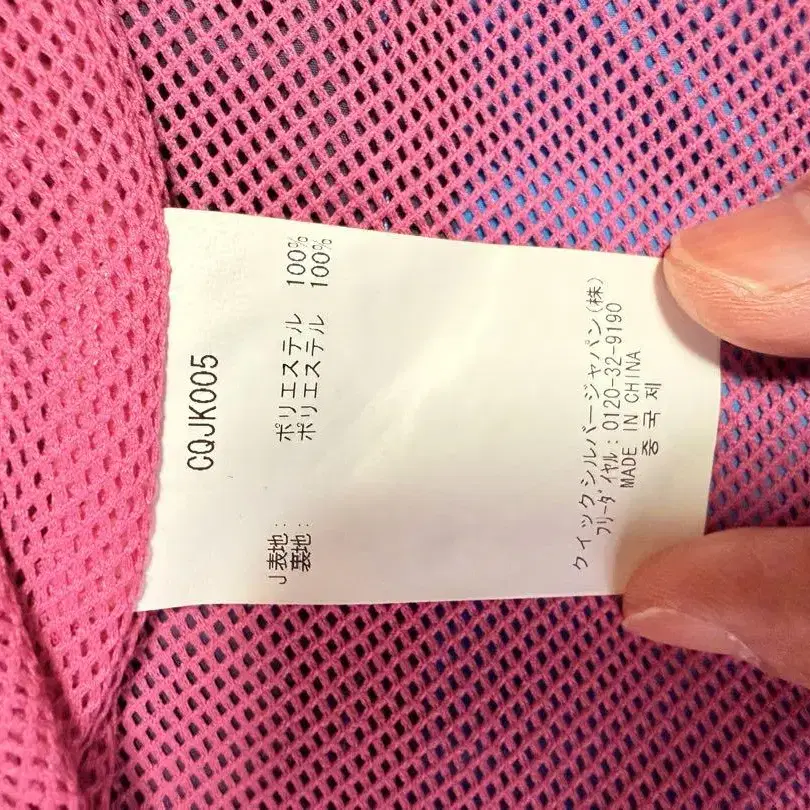 CQJK005
J 表地: ポリエステル 100%
裏地: ポリエステル 100%
クイックシルバージャパン(株)
フリーダイヤル: 0120-32-9190
MADE IN CHINA
중국제